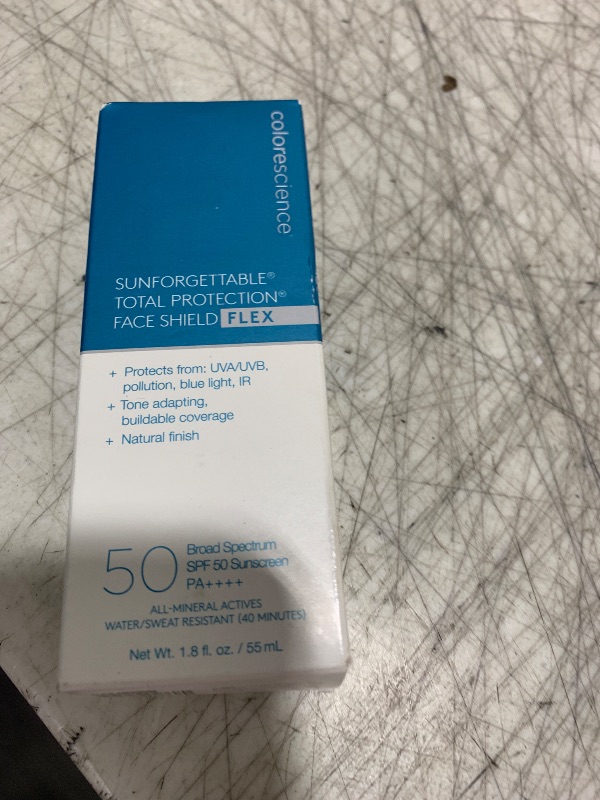 colorescience
SUNFORGETTABLE®
TOTAL PROTECTION®
FACE SHIELD FLEX
+ Protects from: UVA/UVB,
pollution, blue light, IR
+ Tone adapting,
buildable coverage
+ Natural finish
50
Broad Spectrum
SPF 50 Sunscreen
PA++++
ALL-MINERAL ACTIVES
WATER/SWEAT RESISTANT (40 MINUTES)
Net Wt. 1.8 fl. oz. / 55 mL